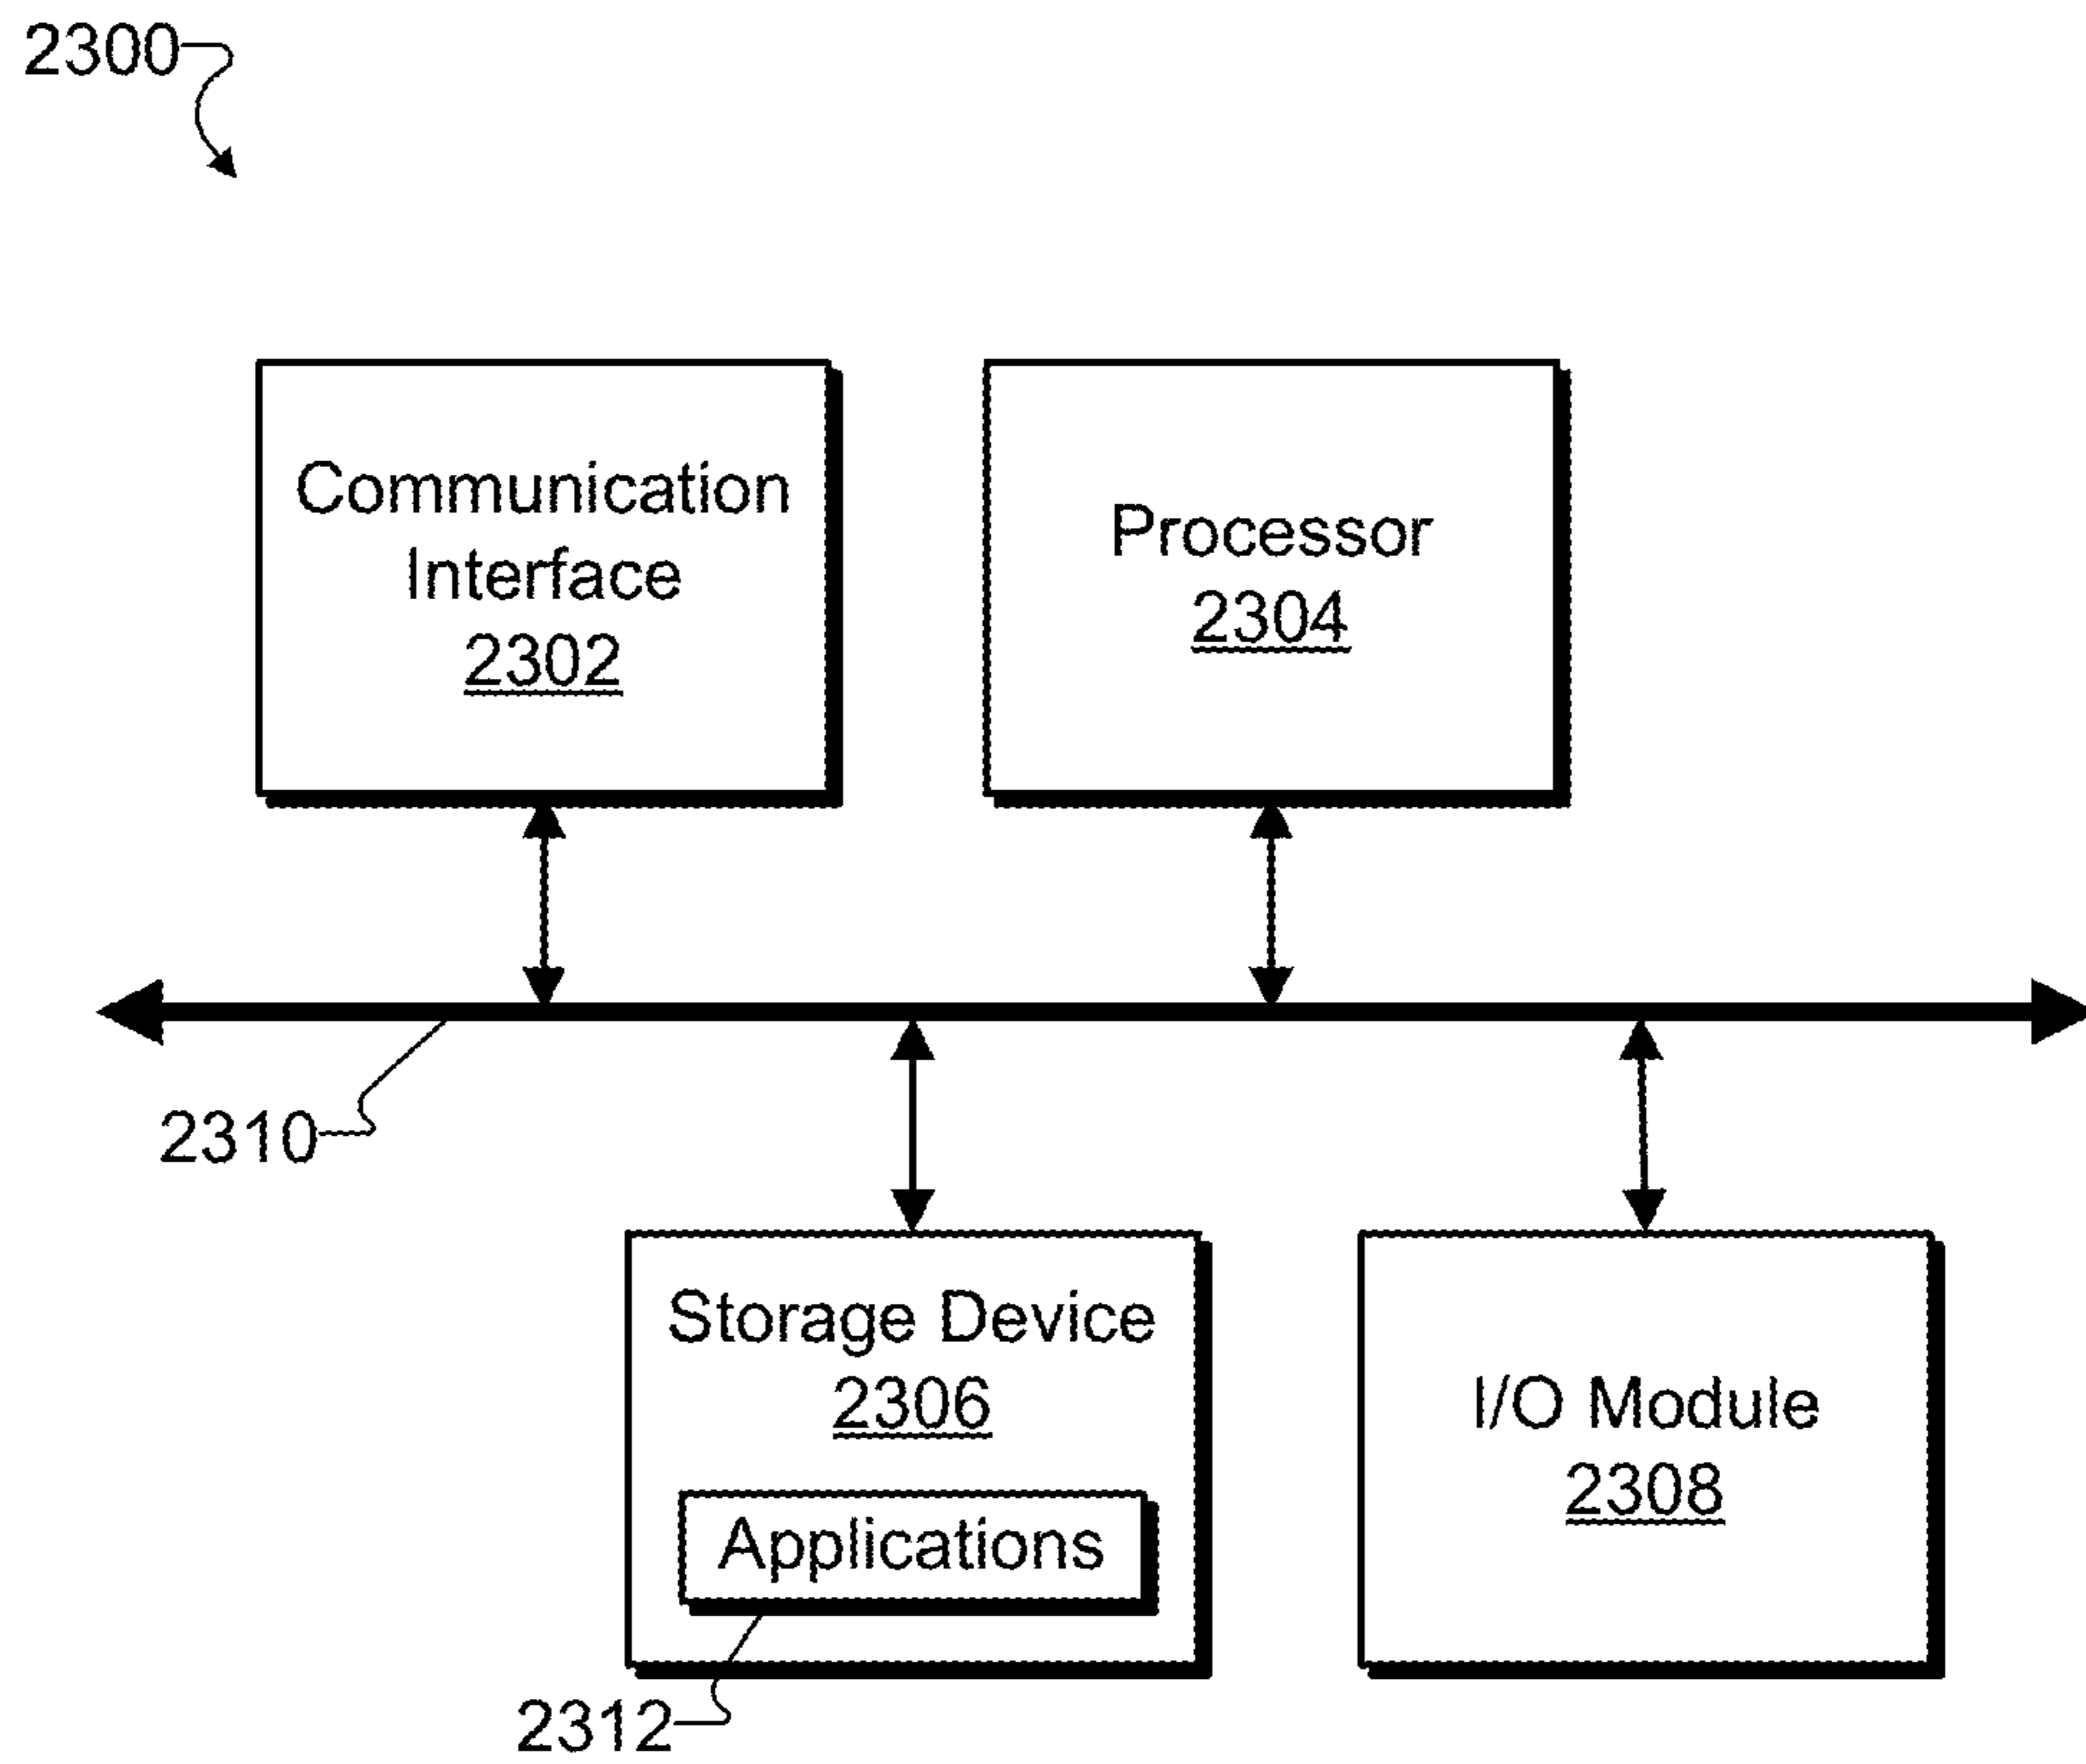 2300
Communication
Interface
2302
Processor
2304
2310
Storage Device
2306
Applications
2312
I/O Module
2308